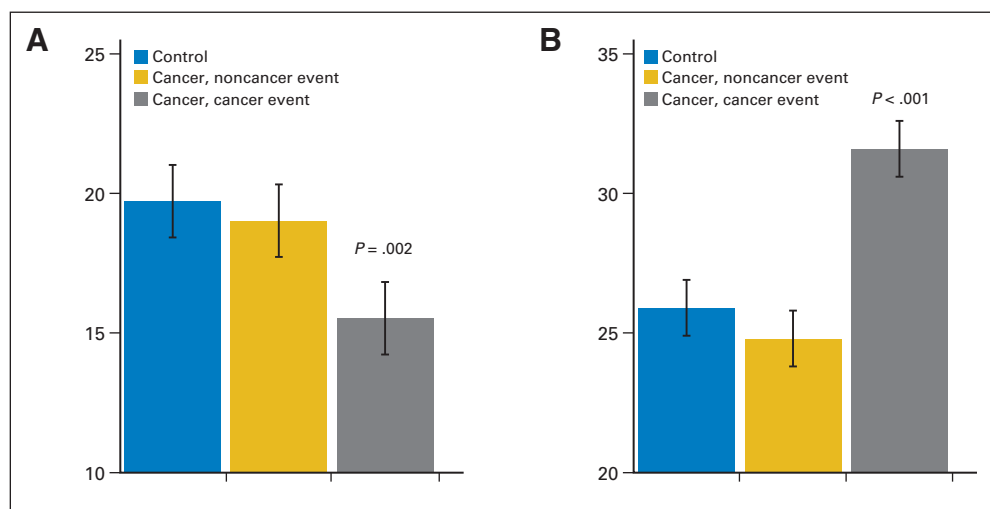 A
25
20
15
10
Control
Cancer, noncancer event
Cancer, cancer event
P = .002
B
35
30
25
20
Control
Cancer, noncancer event
Cancer, cancer event
P < .001